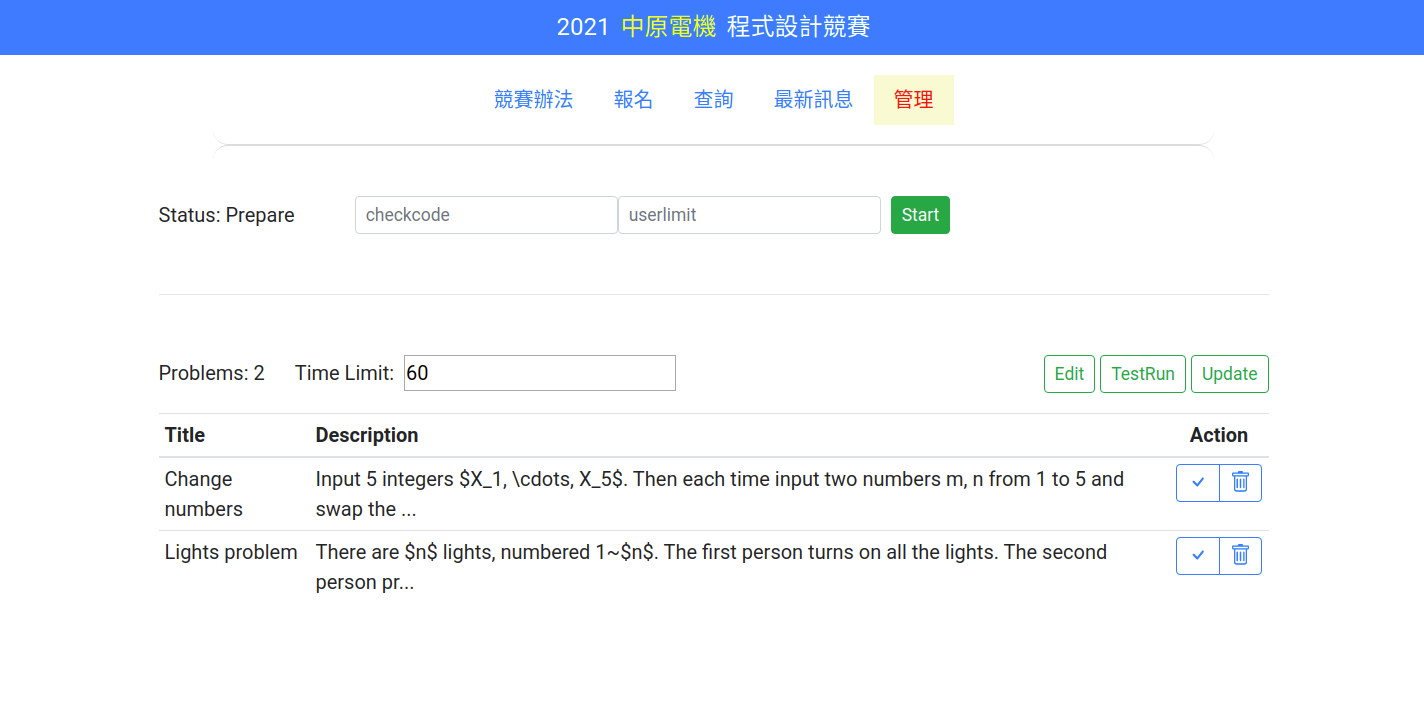 2021 中原電機 程式設計競賽
競賽辦法 報名 查詢 最新訊息 管理
Status: Prepare checkcode userlimit Start
Problems: 2 Time Limit: 60 Edit TestRun Update
Title Description Action
Change numbers
Input 5 integers $X_1, \cdots, X_5$. Then each time input two numbers m, n from 1 to 5 and
swap the ...
Lights problem
There are $n$ lights, numbered 1~$n$. The first person turns on all the lights. The second
person pr...